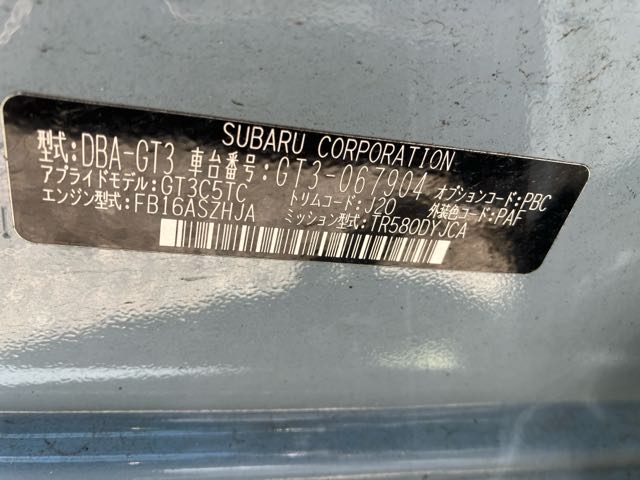 SUBARU CORPORATION
型式:DBA-GT3 車台番号:GT3-067904 オプションコード:PBC
アプライドモデル:GT3C5TC トリムコード:J20 外装色コード:PAF
エンジン型式:FB16ASZHJA ミッション型式:TR580DYJCA